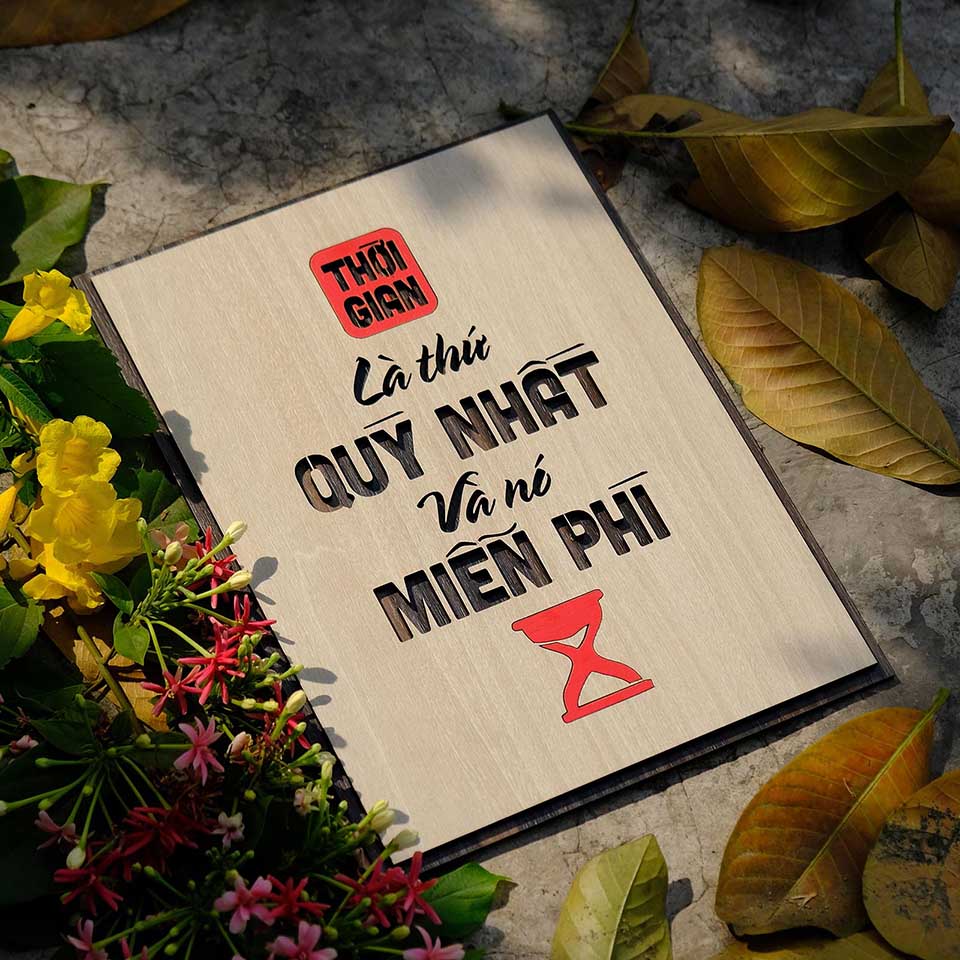 THỜI
GIAN
Là thứ
QUÝ NHẤT
Và nó
MIỄN PHÍ